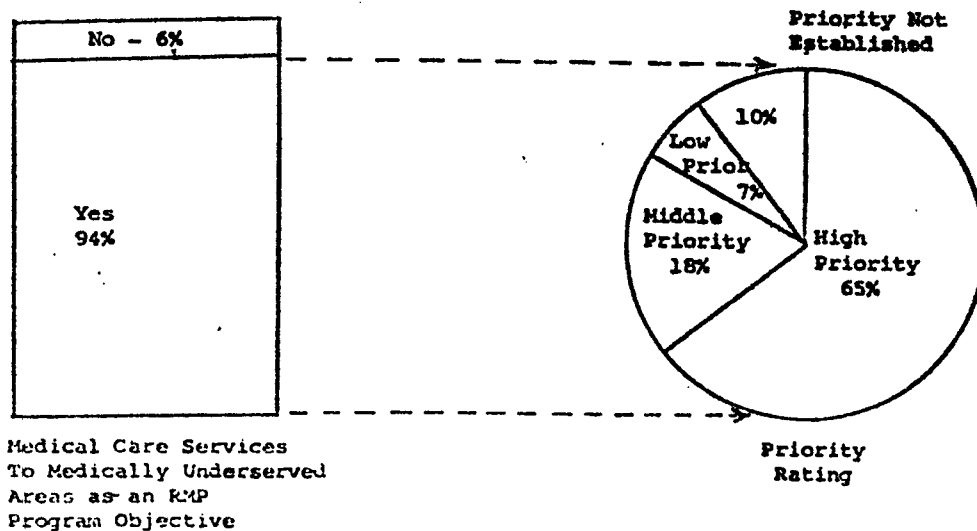 No - 6%
Yes
94%
Medical Care Services
To Medically Underserved
Areas as an RMP
Program Objective
Priority Not
Established
10%
Low
Prior
7%
Middle
Priority
18%
High
Priority
65%
Priority
Rating